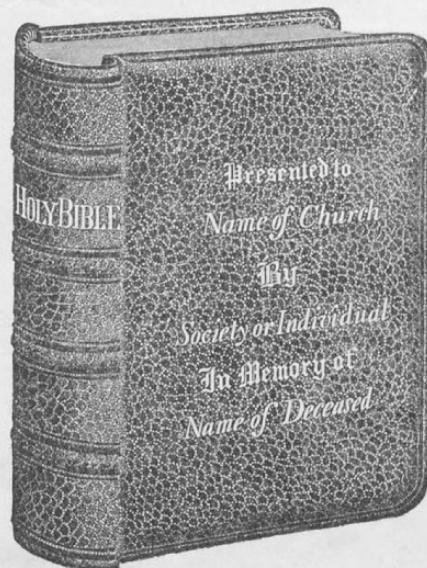 HOLY BIBLE
Presented to
Name of Church
By
Society or Individual
In Memory of
Name of Deceased